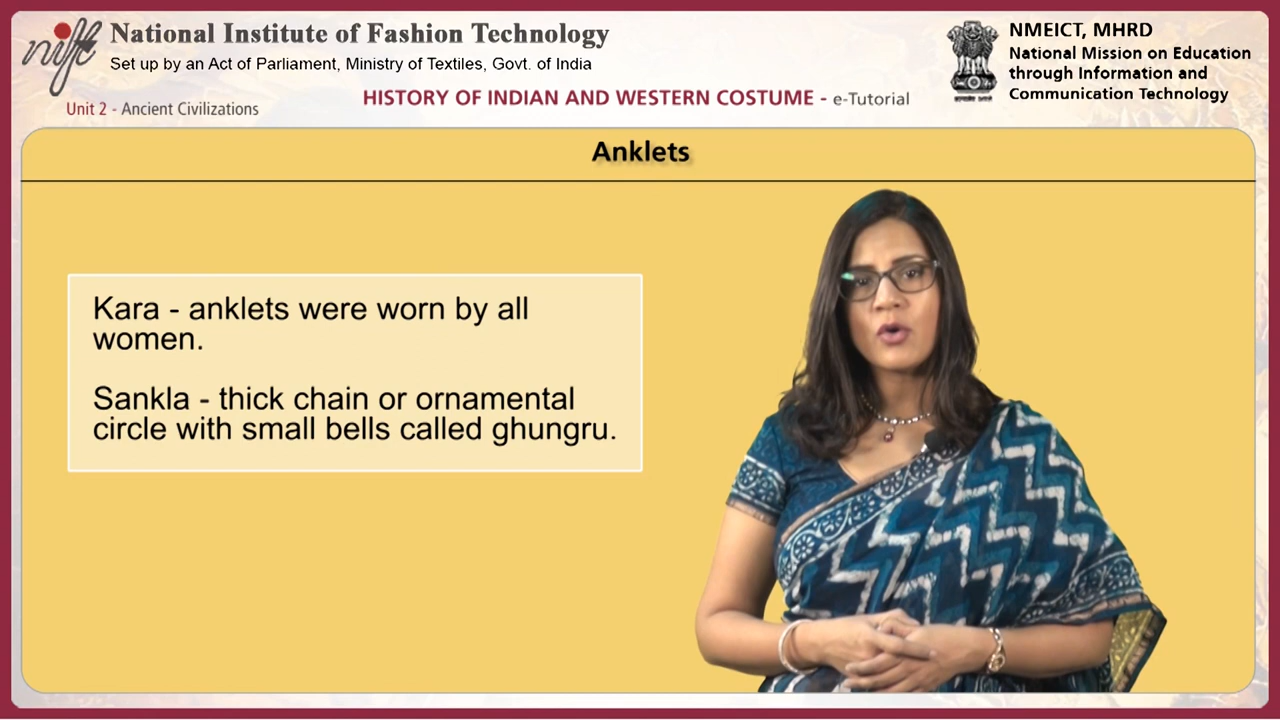 nift
National Institute of Fashion Technology
Set up by an Act of Parliament, Ministry of Textiles, Govt. of India
NMEICT, MHRD
National Mission on Education
through Information and
Communication Technology
Unit 2 - Ancient Civilizations
HISTORY OF INDIAN AND WESTERN COSTUME - e-Tutorial
Anklets
Kara - anklets were worn by all
women.
Sankla - thick chain or ornamental
circle with small bells called ghungru.